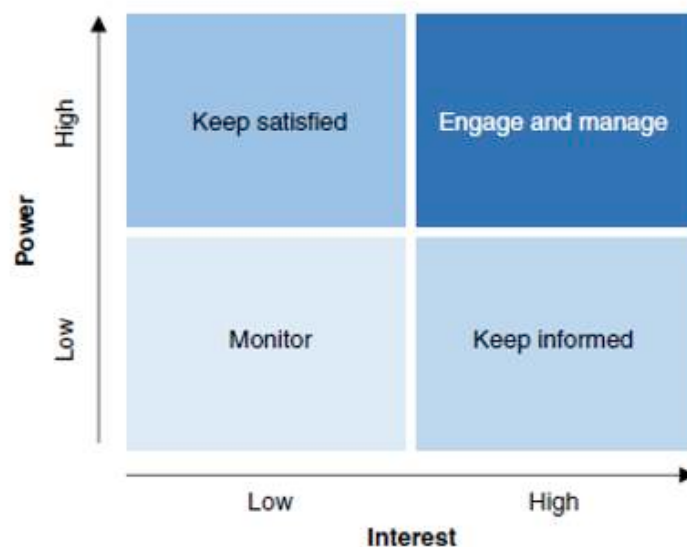 High
Keep satisfied
Engage and manage
Power
Low
Monitor
Keep informed
Low
High
Interest